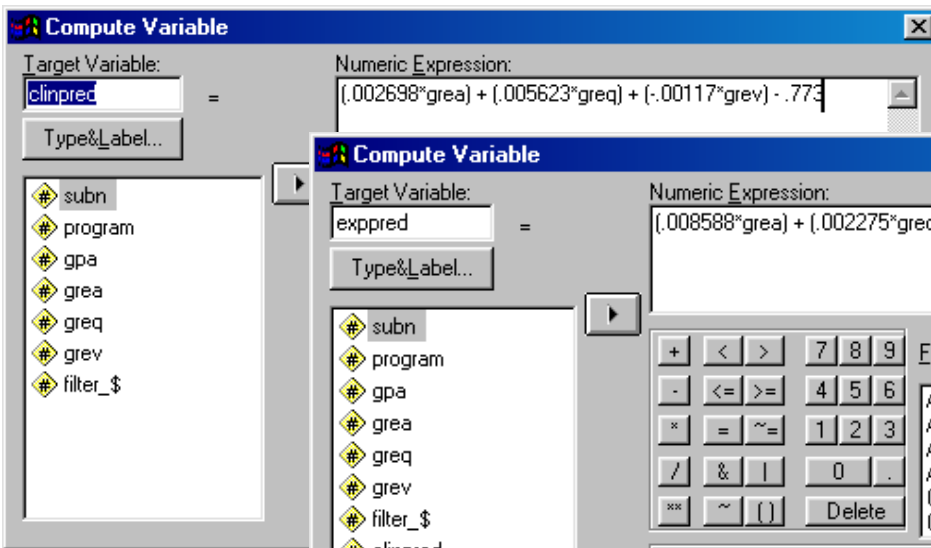 Compute Variable
Target Variable:
Numeric Expression:
clinpred
=
(.002698*grea) + (.005623*greq) + (-.00117*grev) - .773
Type&Label...
subn
program
gpa
grea
greq
grev
filter_$
Compute Variable
Target Variable:
Numeric Expression:
exppred
=
(.008588*grea) + (.002275*greq
Type&Label...
subn
program
gpa
grea
greq
grev
filter_$
clinpred
+ < > 7 8 9
- <= >= 4 5 6
* = ~= 1 2 3
/ & | 0 .
** ~ () Delete